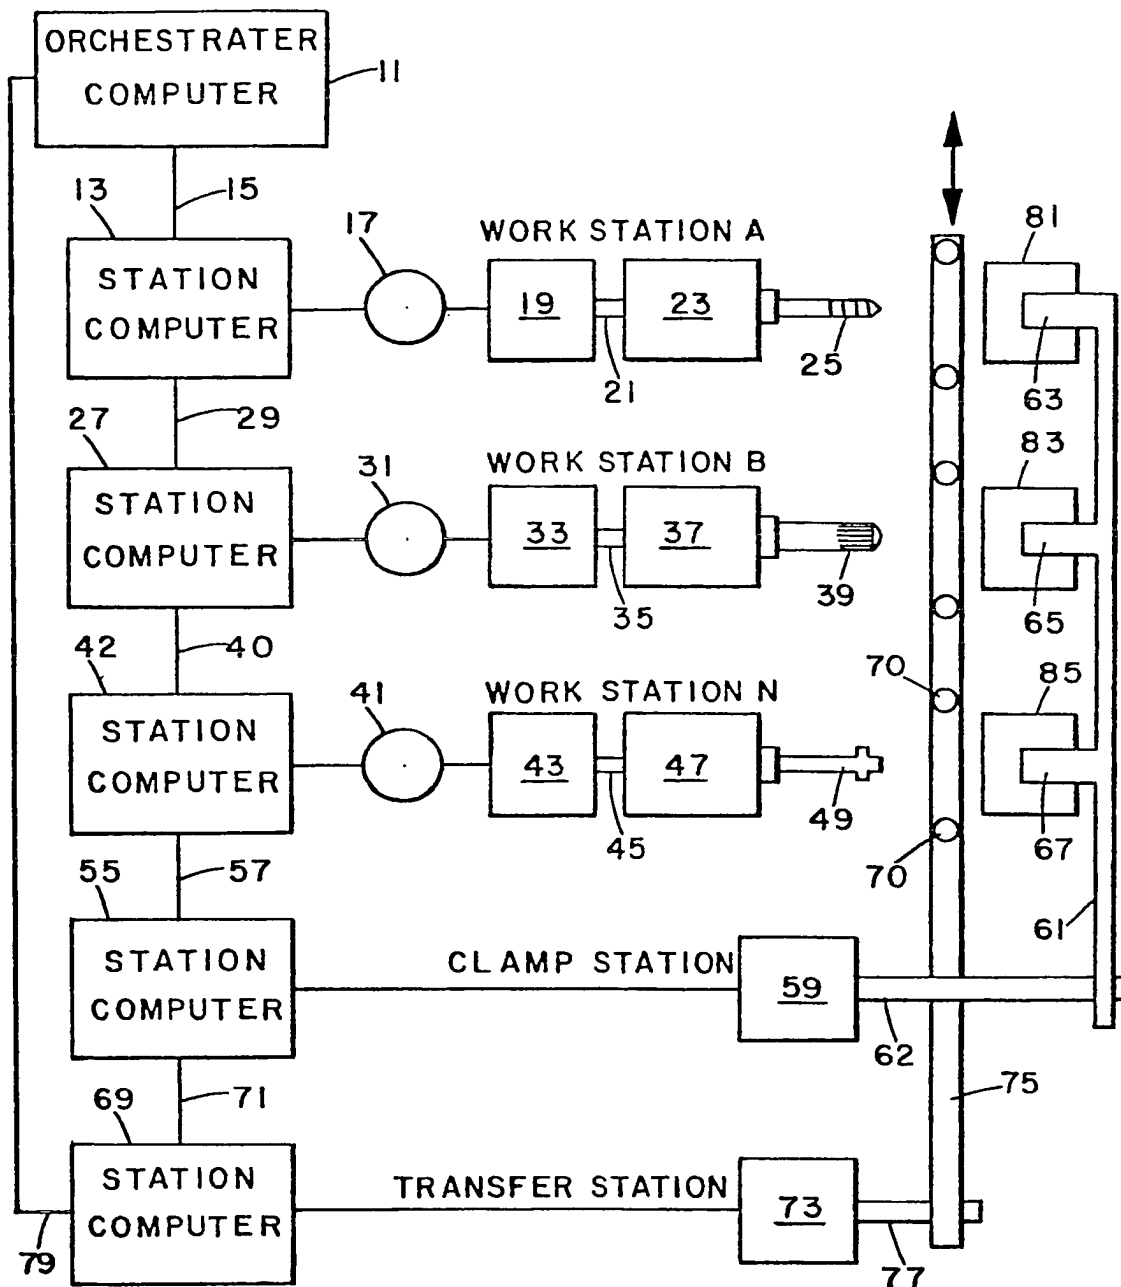 ORCHESTRATER
COMPUTER
11
13
15
17
WORK STATION A
81
STATION
COMPUTER
19
23
21
25
63
27
29
31
WORK STATION B
83
STATION
COMPUTER
33
37
35
39
65
42
40
41
WORK STATION N
70
85
STATION
COMPUTER
43
47
45
49
70
67
55
57
61
STATION
COMPUTER
CLAMP STATION
59
62
69
71
75
STATION
COMPUTER
TRANSFER STATION
73
79
77